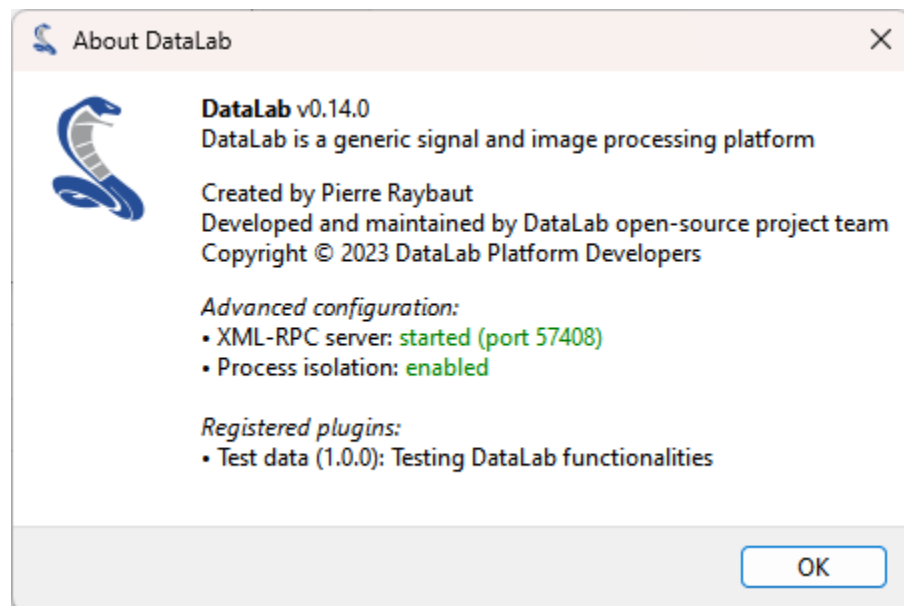 About DataLab
DataLab v0.14.0
DataLab is a generic signal and image processing platform
Created by Pierre Raybaut
Developed and maintained by DataLab open-source project team
Copyright © 2023 DataLab Platform Developers
Advanced configuration:
• XML-RPC server: started (port 57408)
• Process isolation: enabled
Registered plugins:
• Test data (1.0.0): Testing DataLab functionalities
OK